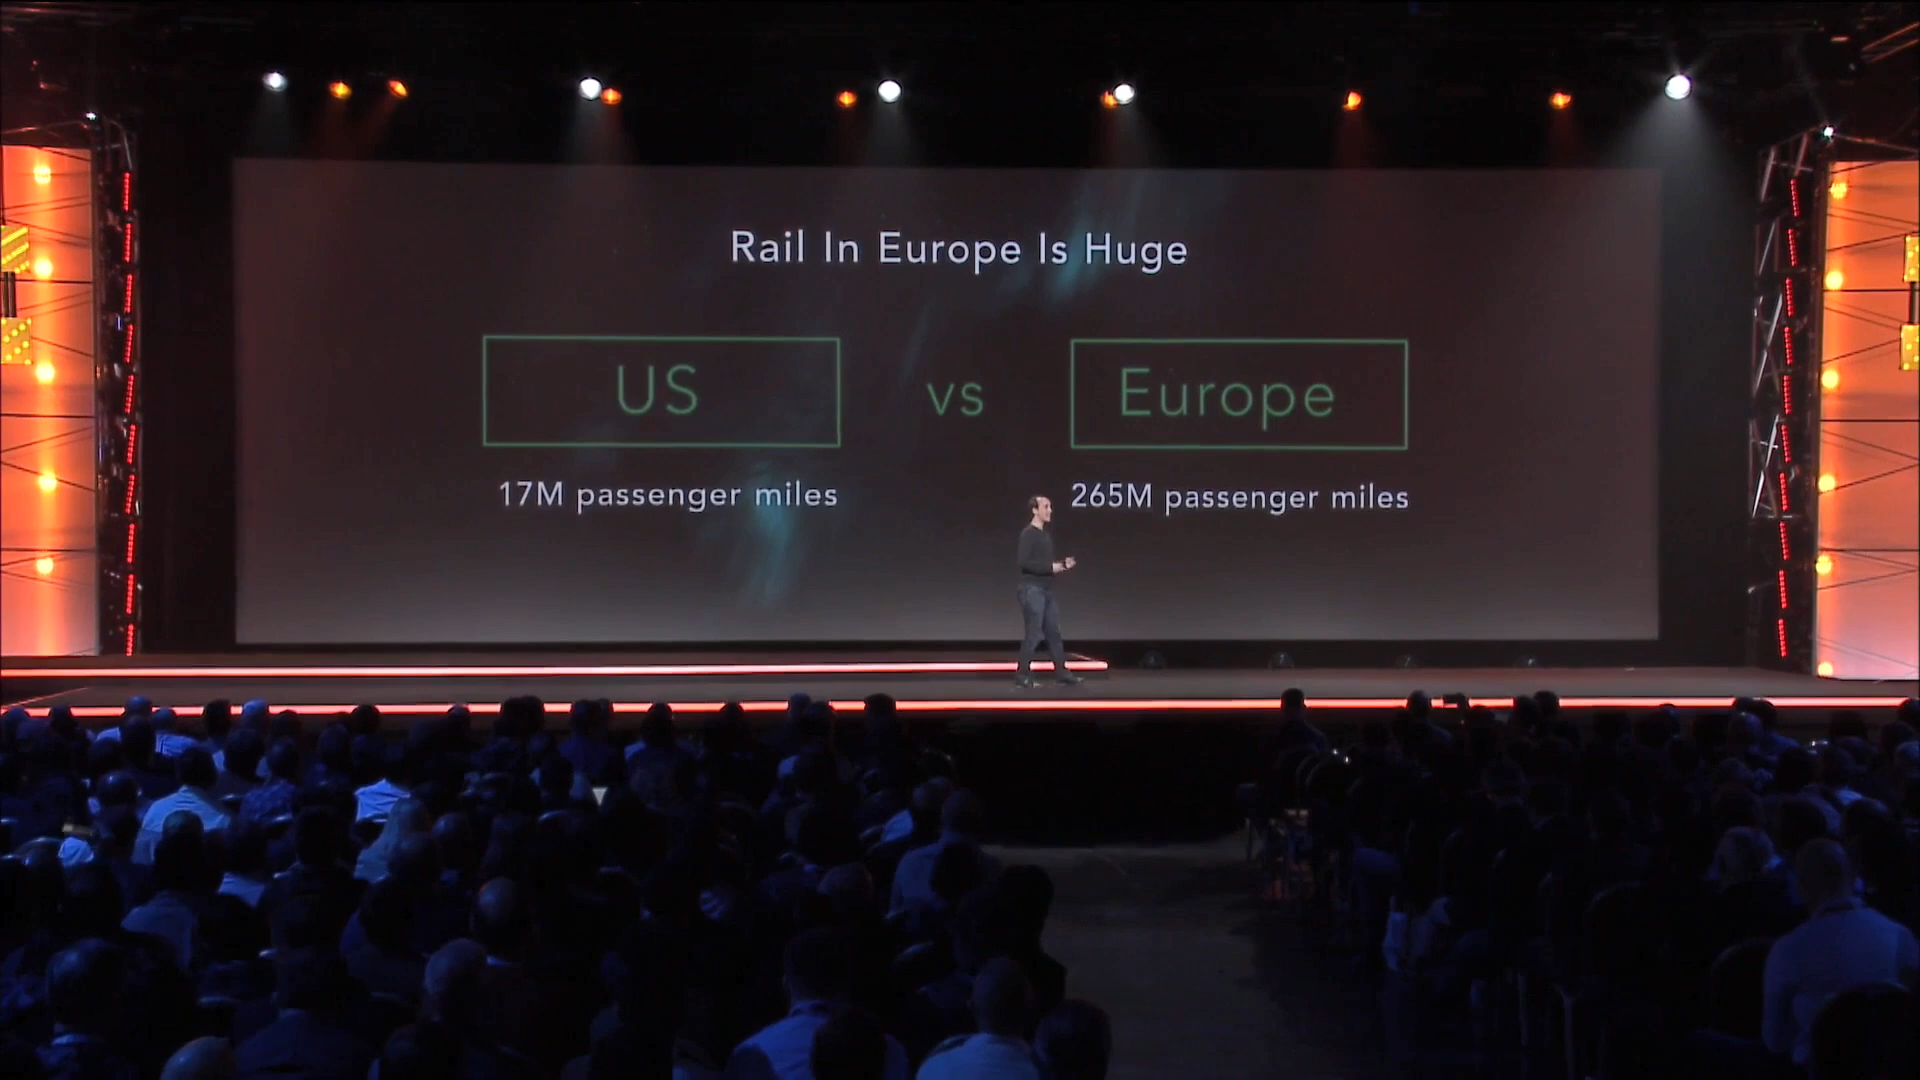 Rail In Europe Is Huge
US vs Europe
17M passenger miles 265M passenger miles